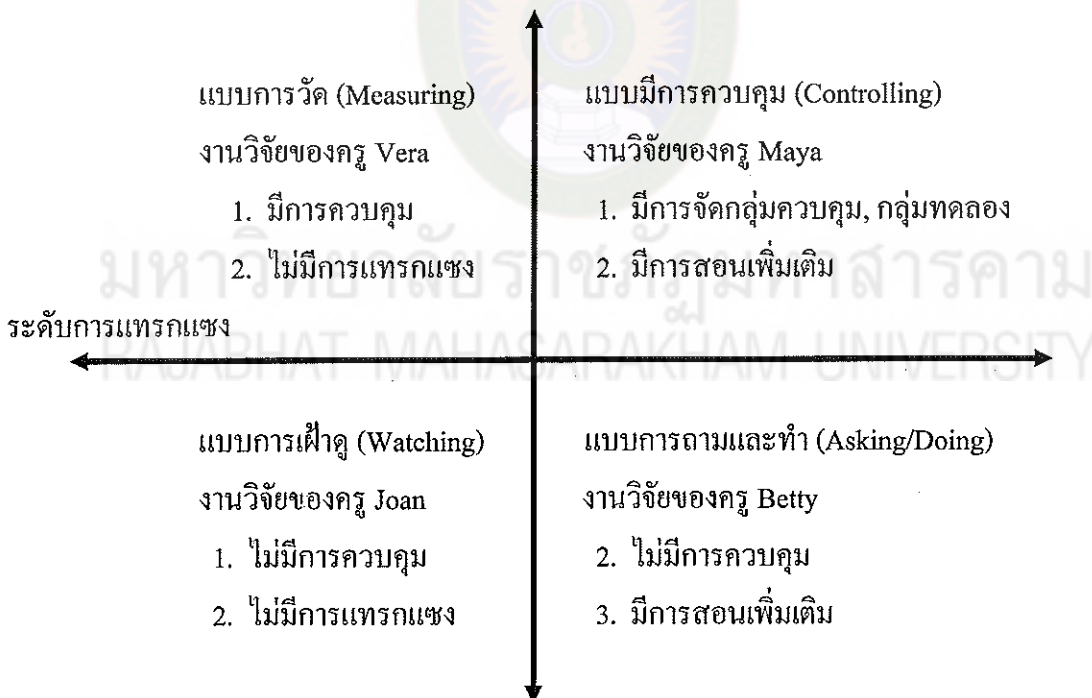 แบบการวัด (Measuring)
งานวิจัยของครู Vera
1. มีการควบคุม
2. ไม่มีการแทรกแซง
แบบมีการควบคุม (Controlling)
งานวิจัยของครู Maya
1. มีการจัดกลุ่มควบคุม, กลุ่มทดลอง
2. มีการสอนเพิ่มเติม
มหาวิทยาลัยราชภัฏมหาสารคาม
ระดับการแทรกแซง
RAJABHAT MAHASARAKHAM UNIVERSITY
แบบการเฝ้าดู (Watching)
งานวิจัยของครู Joan
1. ไม่มีการควบคุม
2. ไม่มีการแทรกแซง
แบบการถามและทำ (Asking/Doing)
งานวิจัยของครู Betty
2. ไม่มีการควบคุม
3. มีการสอนเพิ่มเติม